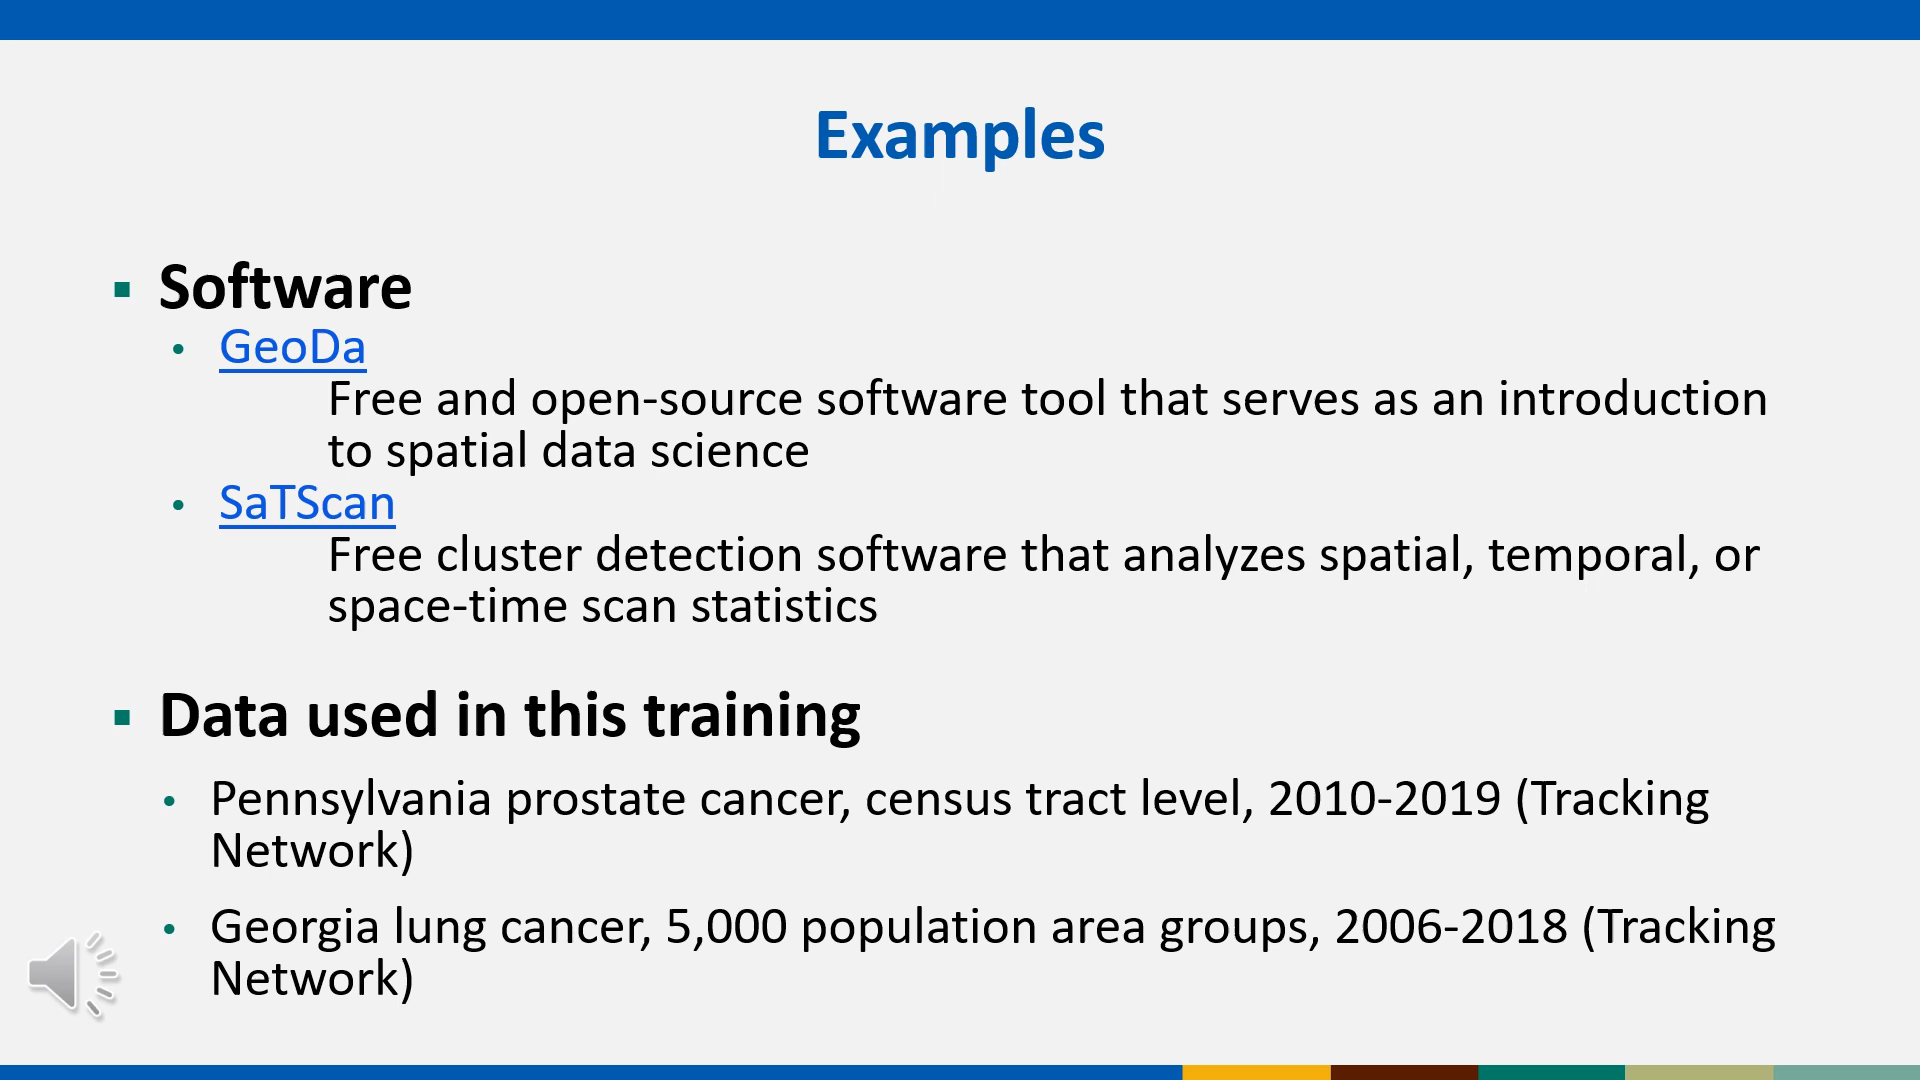 Examples
▪ Software
• GeoDa
Free and open-source software tool that serves as an introduction
to spatial data science
• SaTScan
Free cluster detection software that analyzes spatial, temporal, or
space-time scan statistics
▪ Data used in this training
• Pennsylvania prostate cancer, census tract level, 2010-2019 (Tracking
Network)
• Georgia lung cancer, 5,000 population area groups, 2006-2018 (Tracking
Network)